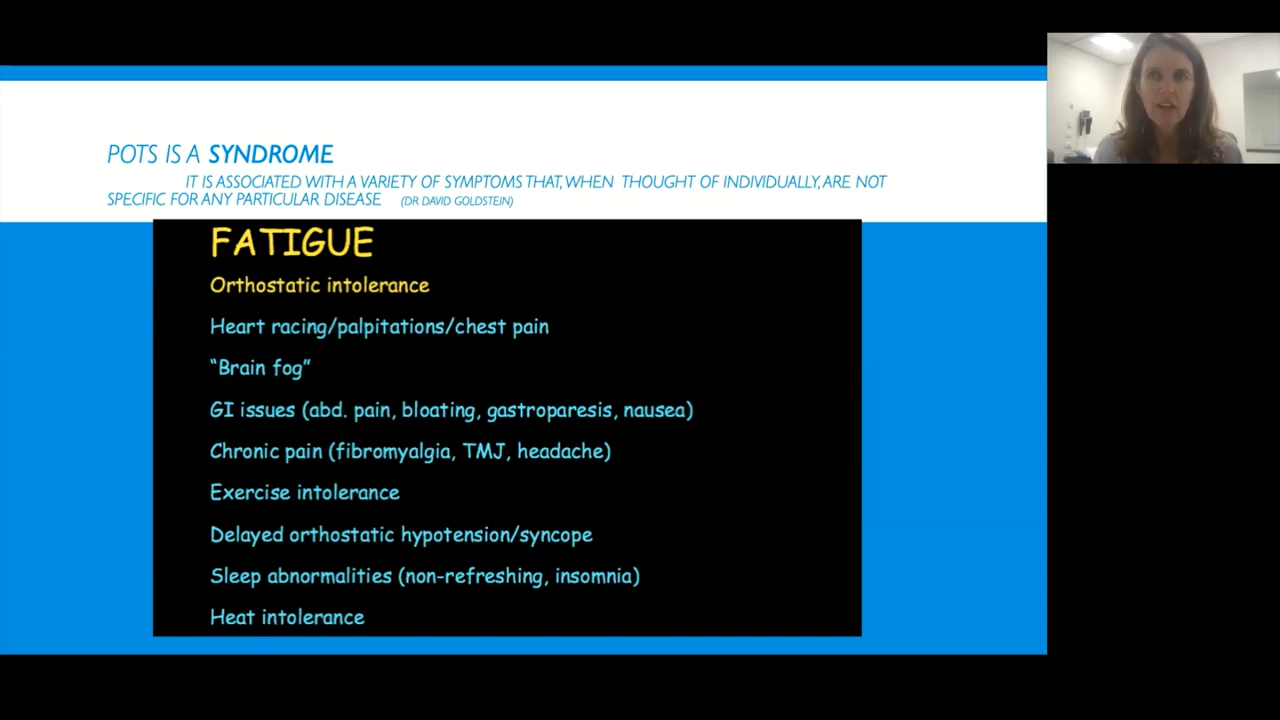 POTS IS A SYNDROME
IT IS ASSOCIATED WITH A VARIETY OF SYMPTOMS THAT, WHEN THOUGHT OF INDIVIDUALLY, ARE NOT
SPECIFIC FOR ANY PARTICULAR DISEASE (DR DAVID GOLDSTEIN)
FATIGUE
Orthostatic intolerance
Heart racing/palpitations/chest pain
“Brain fog”
GI issues (abd. pain, bloating, gastroparesis, nausea)
Chronic pain (fibromyalgia, TMJ, headache)
Exercise intolerance
Delayed orthostatic hypotension/syncope
Sleep abnormalities (non-refreshing, insomnia)
Heat intolerance